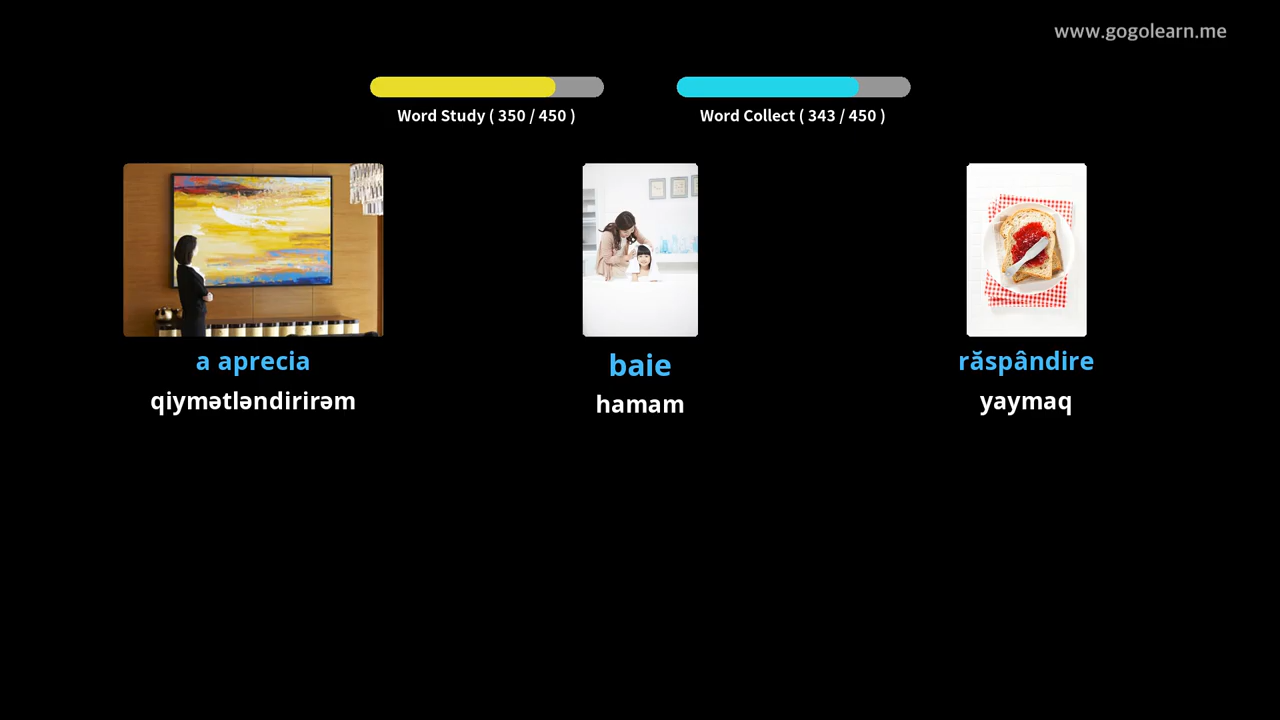 www.gogolearn.me
Word Study ( 350 / 450 )
Word Collect ( 343 / 450 )
a aprecia
qiymətləndirirəm
baie
hamam
răspândire
yaymaq